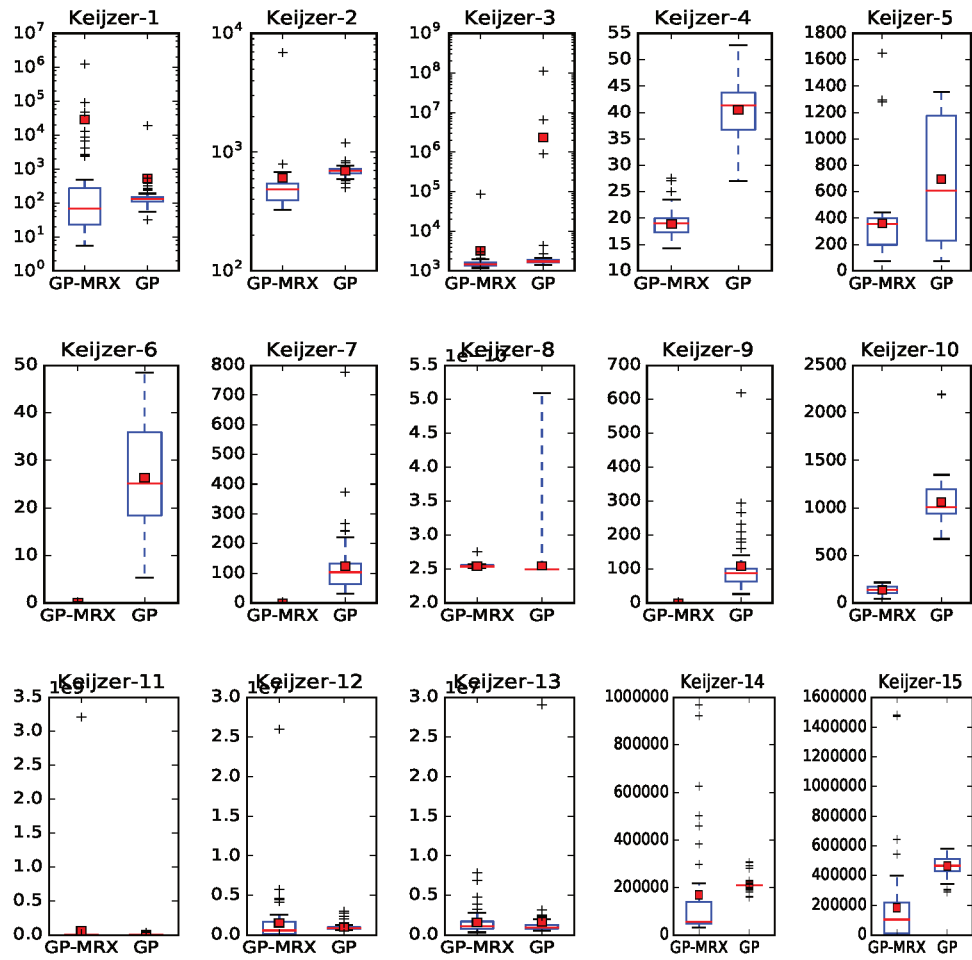 Keijzer-1 Keijzer-2 Keijzer-3 Keijzer-4 Keijzer-5
10^7 10^6 10^5 10^4 10^3 10^2 10^1 10^0
10^4 10^3 10^2
10^9 10^8 10^7 10^6 10^5 10^4 10^3
55 50 45 40 35 30 25 20 15 10
1800 1600 1400 1200 1000 800 600 400 200 0
GP-MRX GP GP-MRX GP GP-MRX GP GP-MRX GP GP-MRX GP
Keijzer-6 Keijzer-7 Keijzer-8 Keijzer-9 Keijzer-10
50 40 30 20 10 0
800 700 600 500 400 300 200 100 0
1e−10
5.5 5.0 4.5 4.0 3.5 3.0 2.5 2.0
700 600 500 400 300 200 100 0
2500 2000 1500 1000 500 0
GP-MRX GP GP-MRX GP GP-MRX GP GP-MRX GP GP-MRX GP
Keijzer-11 Keijzer-12 Keijzer-13 Keijzer-14 Keijzer-15
1e9
3.5 3.0 2.5 2.0 1.5 1.0 0.5 0.0
1e7
3.0 2.5 2.0 1.5 1.0 0.5 0.0
1e7
3.0 2.5 2.0 1.5 1.0 0.5 0.0
1000000 800000 600000 400000 200000 0
1600000 1400000 1200000 1000000 800000 600000 400000 200000 0
GP-MRX GP GP-MRX GP GP-MRX GP GP-MRX GP GP-MRX GP